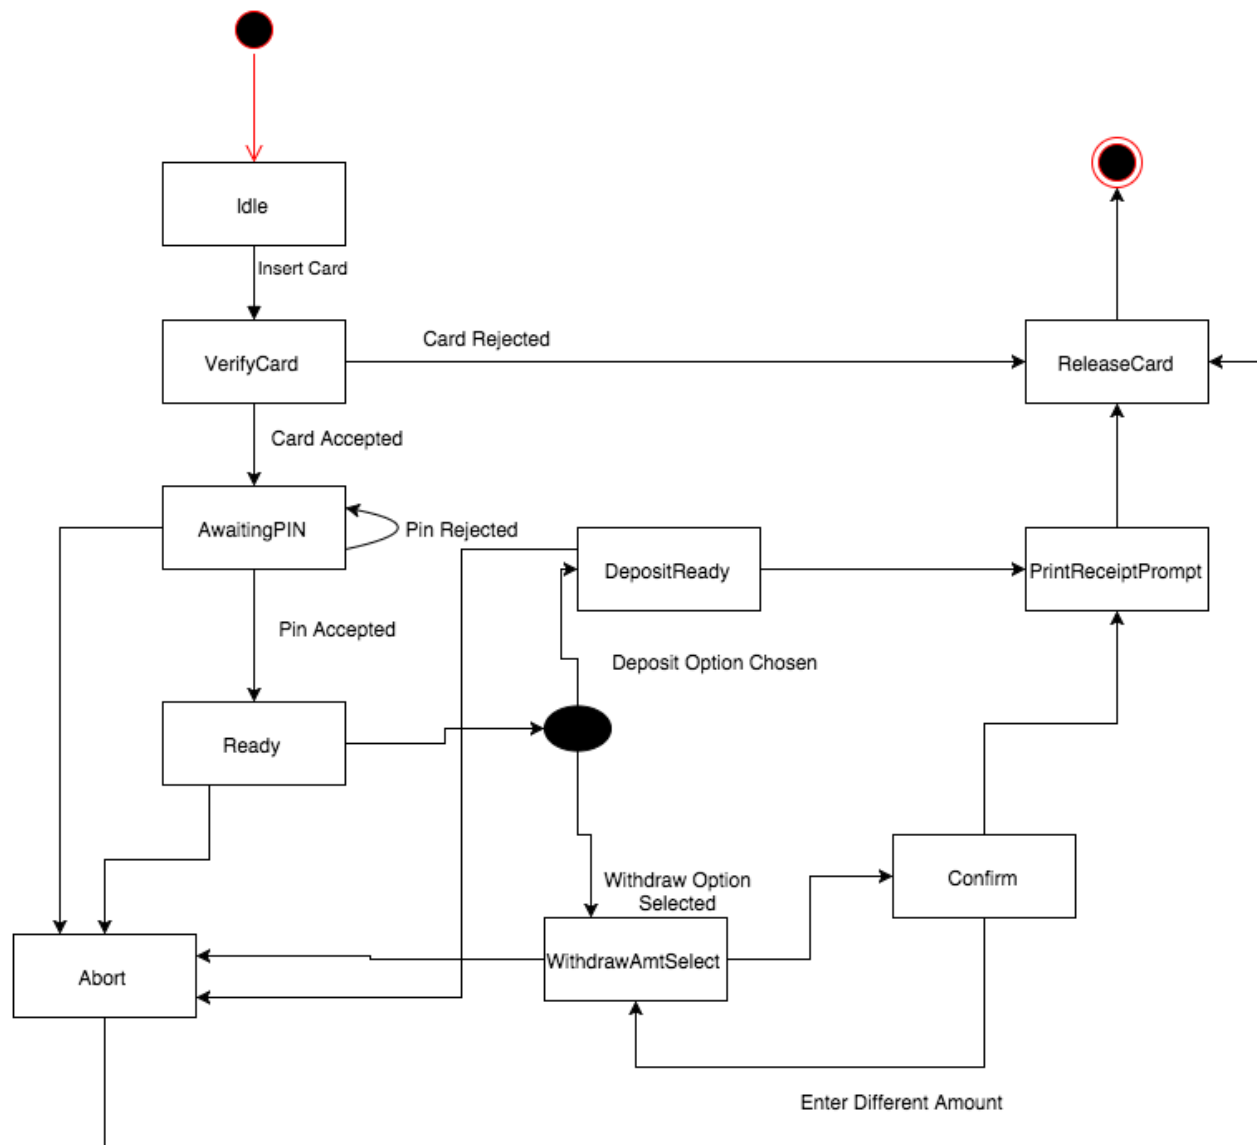 Idle
Insert Card
VerifyCard
Card Rejected
ReleaseCard
Card Accepted
AwaitingPIN
Pin Rejected
DepositReady
PrintReceiptPrompt
Pin Accepted
Deposit Option Chosen
Ready
Withdraw Option
Selected
Confirm
WithdrawAmtSelect
Abort
Enter Different Amount